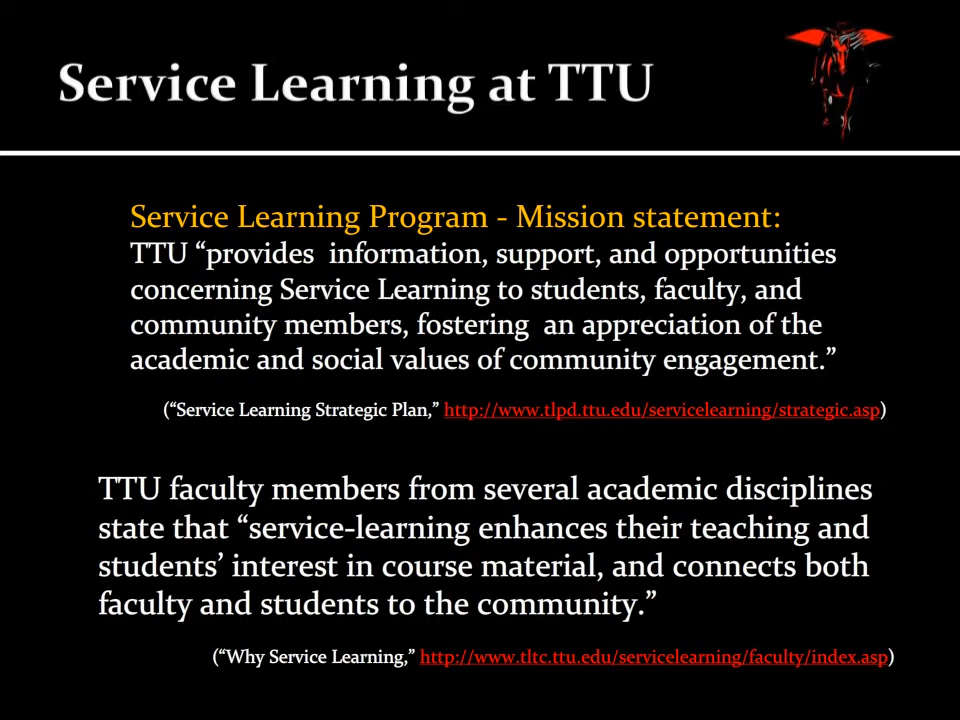 Service Learning at TTU
Service Learning Program - Mission statement:
TTU “provides  information, support, and opportunities
concerning Service Learning to students, faculty, and
community members, fostering  an appreciation of the
academic and social values of community engagement.”
(“Service Learning Strategic Plan,” http://www.tlpd.ttu.edu/servicelearning/strategic.asp)
TTU faculty members from several academic disciplines
state that “service-learning enhances their teaching and
students’ interest in course material, and connects both
faculty and students to the community.”
(“Why Service Learning,” http://www.tltc.ttu.edu/servicelearning/faculty/index.asp)